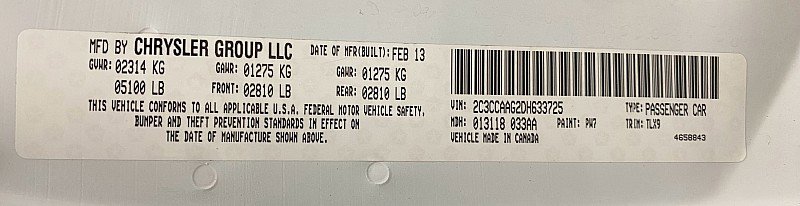 MFD BY CHRYSLER GROUP LLC DATE OF MFR(BUILT): FEB 13
GVWR: 02314 KG GAWR: 01275 KG GAWR: 01275 KG
05100 LB FRONT: 02810 LB REAR: 02810 LB
THIS VEHICLE CONFORMS TO ALL APPLICABLE U.S.A. FEDERAL MOTOR VEHICLE SAFETY,
BUMPER AND THEFT PREVENTION STANDARDS IN EFFECT ON
THE DATE OF MANUFACTURE SHOWN ABOVE.
VIN: 2C3CCAAG2DH633725 TYPE: PASSENGER CAR
MDH: 013118 033AA PAINT: PW7 TRIM: TLX9
VEHICLE MADE IN CANADA 4658843